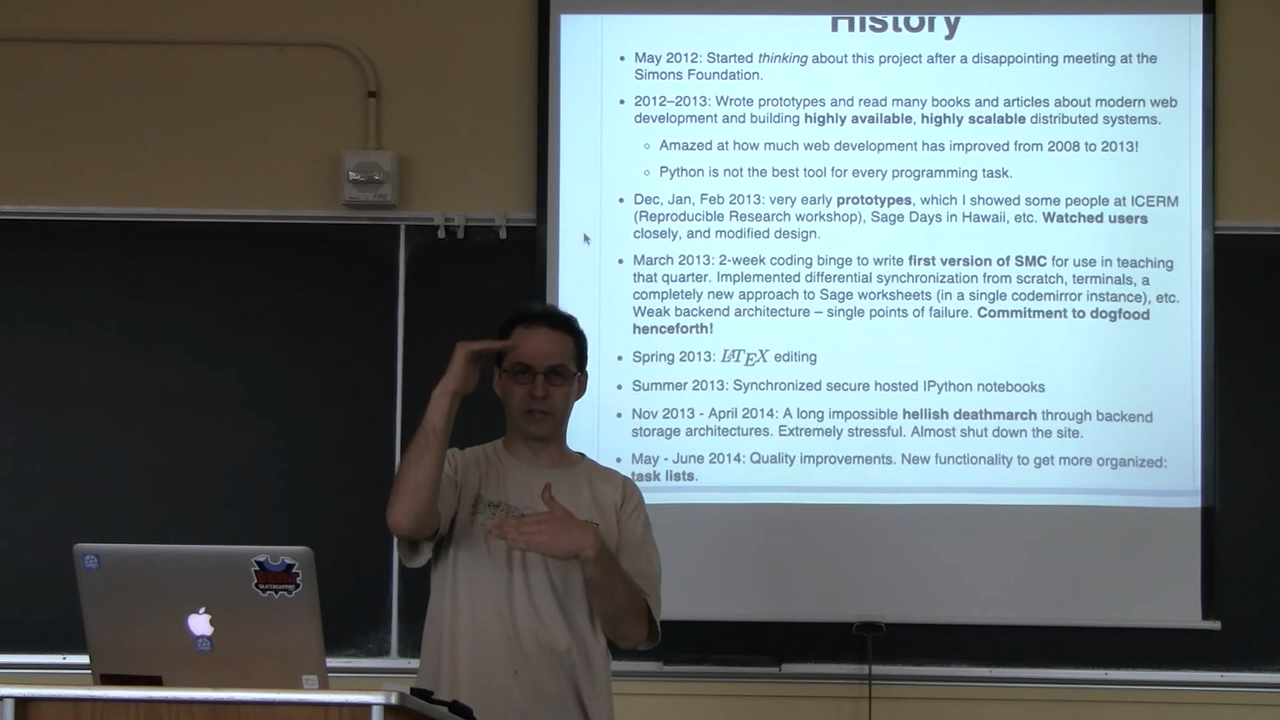 History
• May 2012: Started thinking about this project after a disappointing meeting at the
Simons Foundation.
• 2012–2013: Wrote prototypes and read many books and articles about modern web
development and building highly available, highly scalable distributed systems.
◦ Amazed at how much web development has improved from 2008 to 2013!
◦ Python is not the best tool for every programming task.
• Dec, Jan, Feb 2013: very early prototypes, which I showed some people at ICERM
(Reproducible Research workshop), Sage Days in Hawaii, etc. Watched users
closely, and modified design.
• March 2013: 2-week coding binge to write first version of SMC for use in teaching
that quarter. Implemented differential synchronization from scratch, terminals, a
completely new approach to Sage worksheets (in a single codemirror instance), etc.
Weak backend architecture – single points of failure. Commitment to dogfood
henceforth!
• Spring 2013: LATEX editing
• Summer 2013: Synchronized secure hosted IPython notebooks
• Nov 2013 - April 2014: A long impossible hellish deathmarch through backend
storage architectures. Extremely stressful. Almost shut down the site.
• May - June 2014: Quality improvements. New functionality to get more organized:
task lists.
FIRE